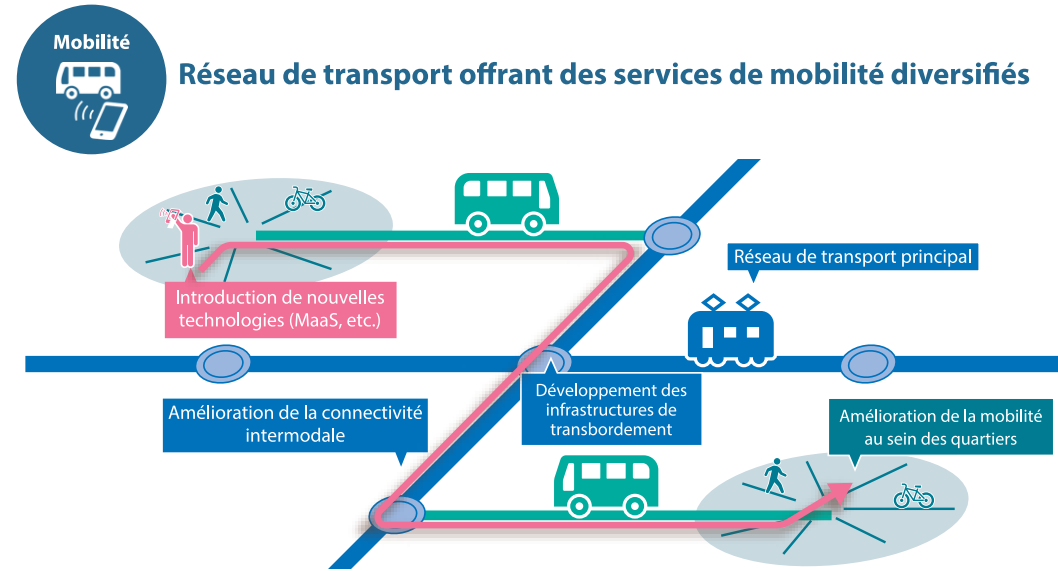 Mobilité
Réseau de transport offrant des services de mobilité diversifiés
Réseau de transport principal
Introduction de nouvelles
technologies (MaaS, etc.)
Développement des
infrastructures de
transbordement
Amélioration de la connectivité
intermodale
Amélioration de la mobilité
au sein des quartiers